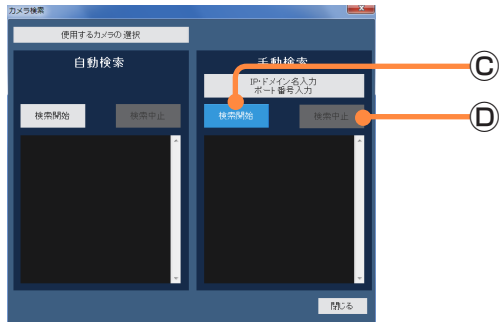 カメラ検索
使用するカメラの選択
自動検索
手動検索
IP・ドメイン名入力
ポート番号入力
検索開始
検索中止
検索開始
検索中止
閉じる
C
D